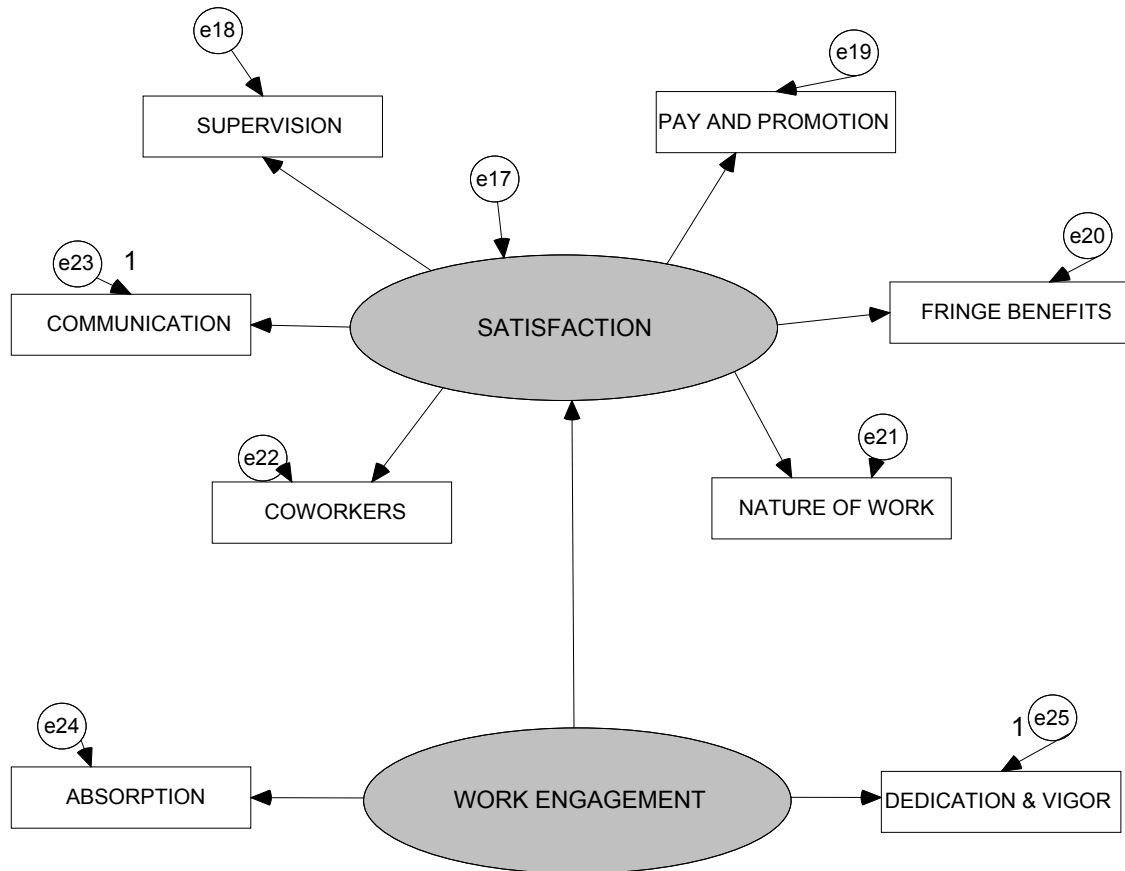 e18
e19
SUPERVISION
PAY AND PROMOTION
e17
e23
1
e20
COMMUNICATION
SATISFACTION
FRINGE BENEFITS
e22
e21
COWORKERS
NATURE OF WORK
e24
1
e25
ABSORPTION
WORK ENGAGEMENT
DEDICATION & VIGOR